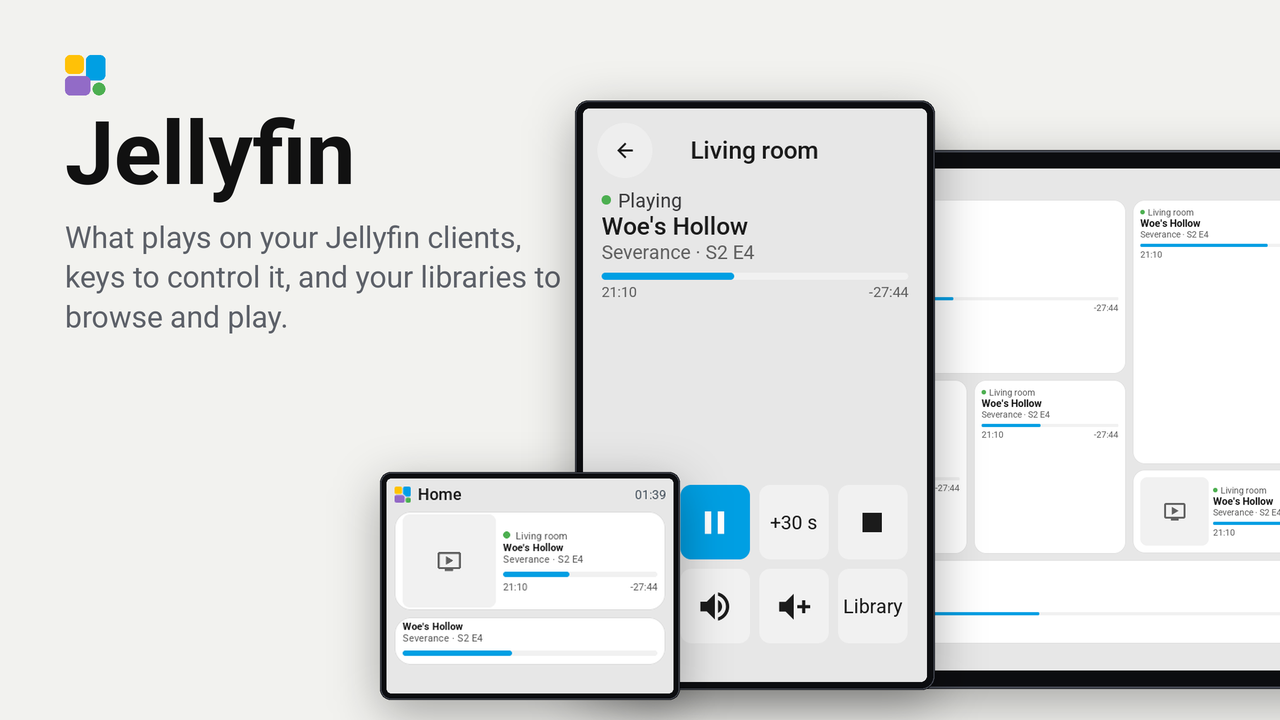 Jellyfin
What plays on your Jellyfin clients,
keys to control it, and your libraries to
browse and play.
Living room
Playing
Woe's Hollow
Severance · S2 E4
21:10 -27:44
+30 s
Library
Home 01:39
Living room
Woe's Hollow
Severance · S2 E4
21:10 -27:44
Woe's Hollow
Severance · S2 E4
-27:44
-27:44
Living room
Woe's Hollow
Severance · S2 E4
21:10 -27:44
Living room
Woe's Hollow
Severance · S2 E4
21:10
Living room
Woe's Hollow
Severance · S2 E4
21:10